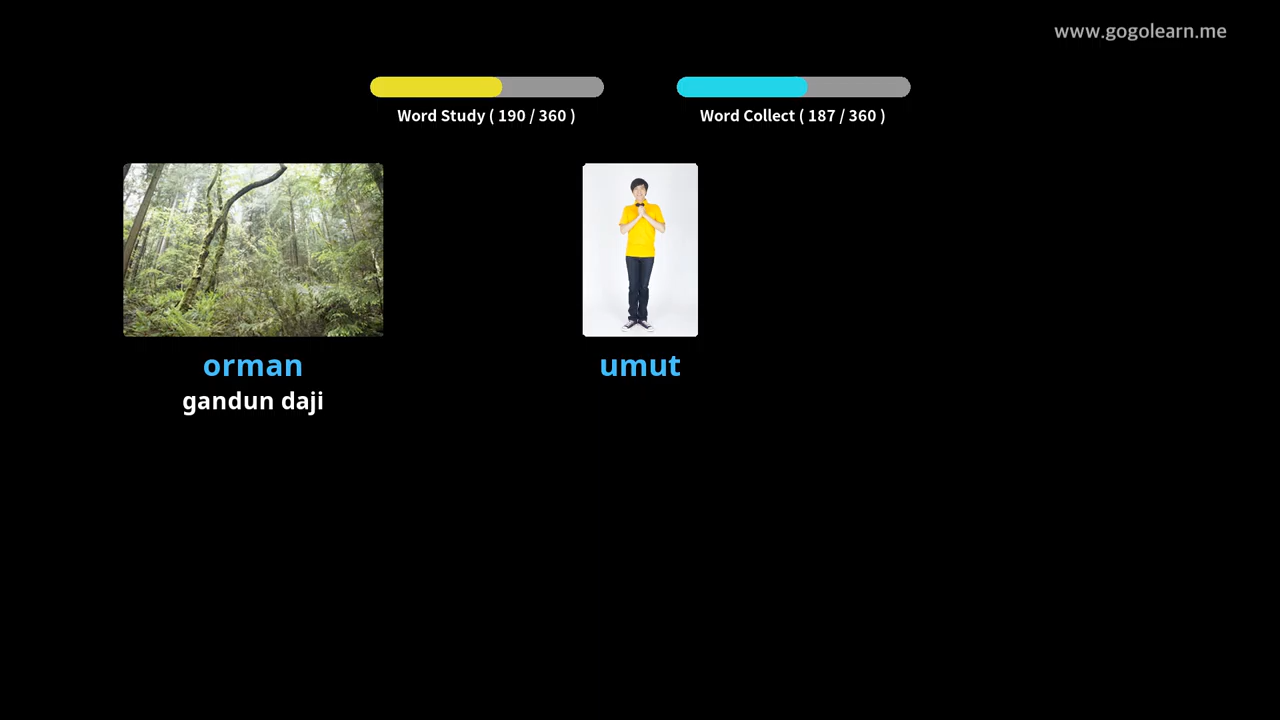 www.gogolearn.me
Word Study ( 190 / 360 )
Word Collect ( 187 / 360 )
orman
gandun daji
umut